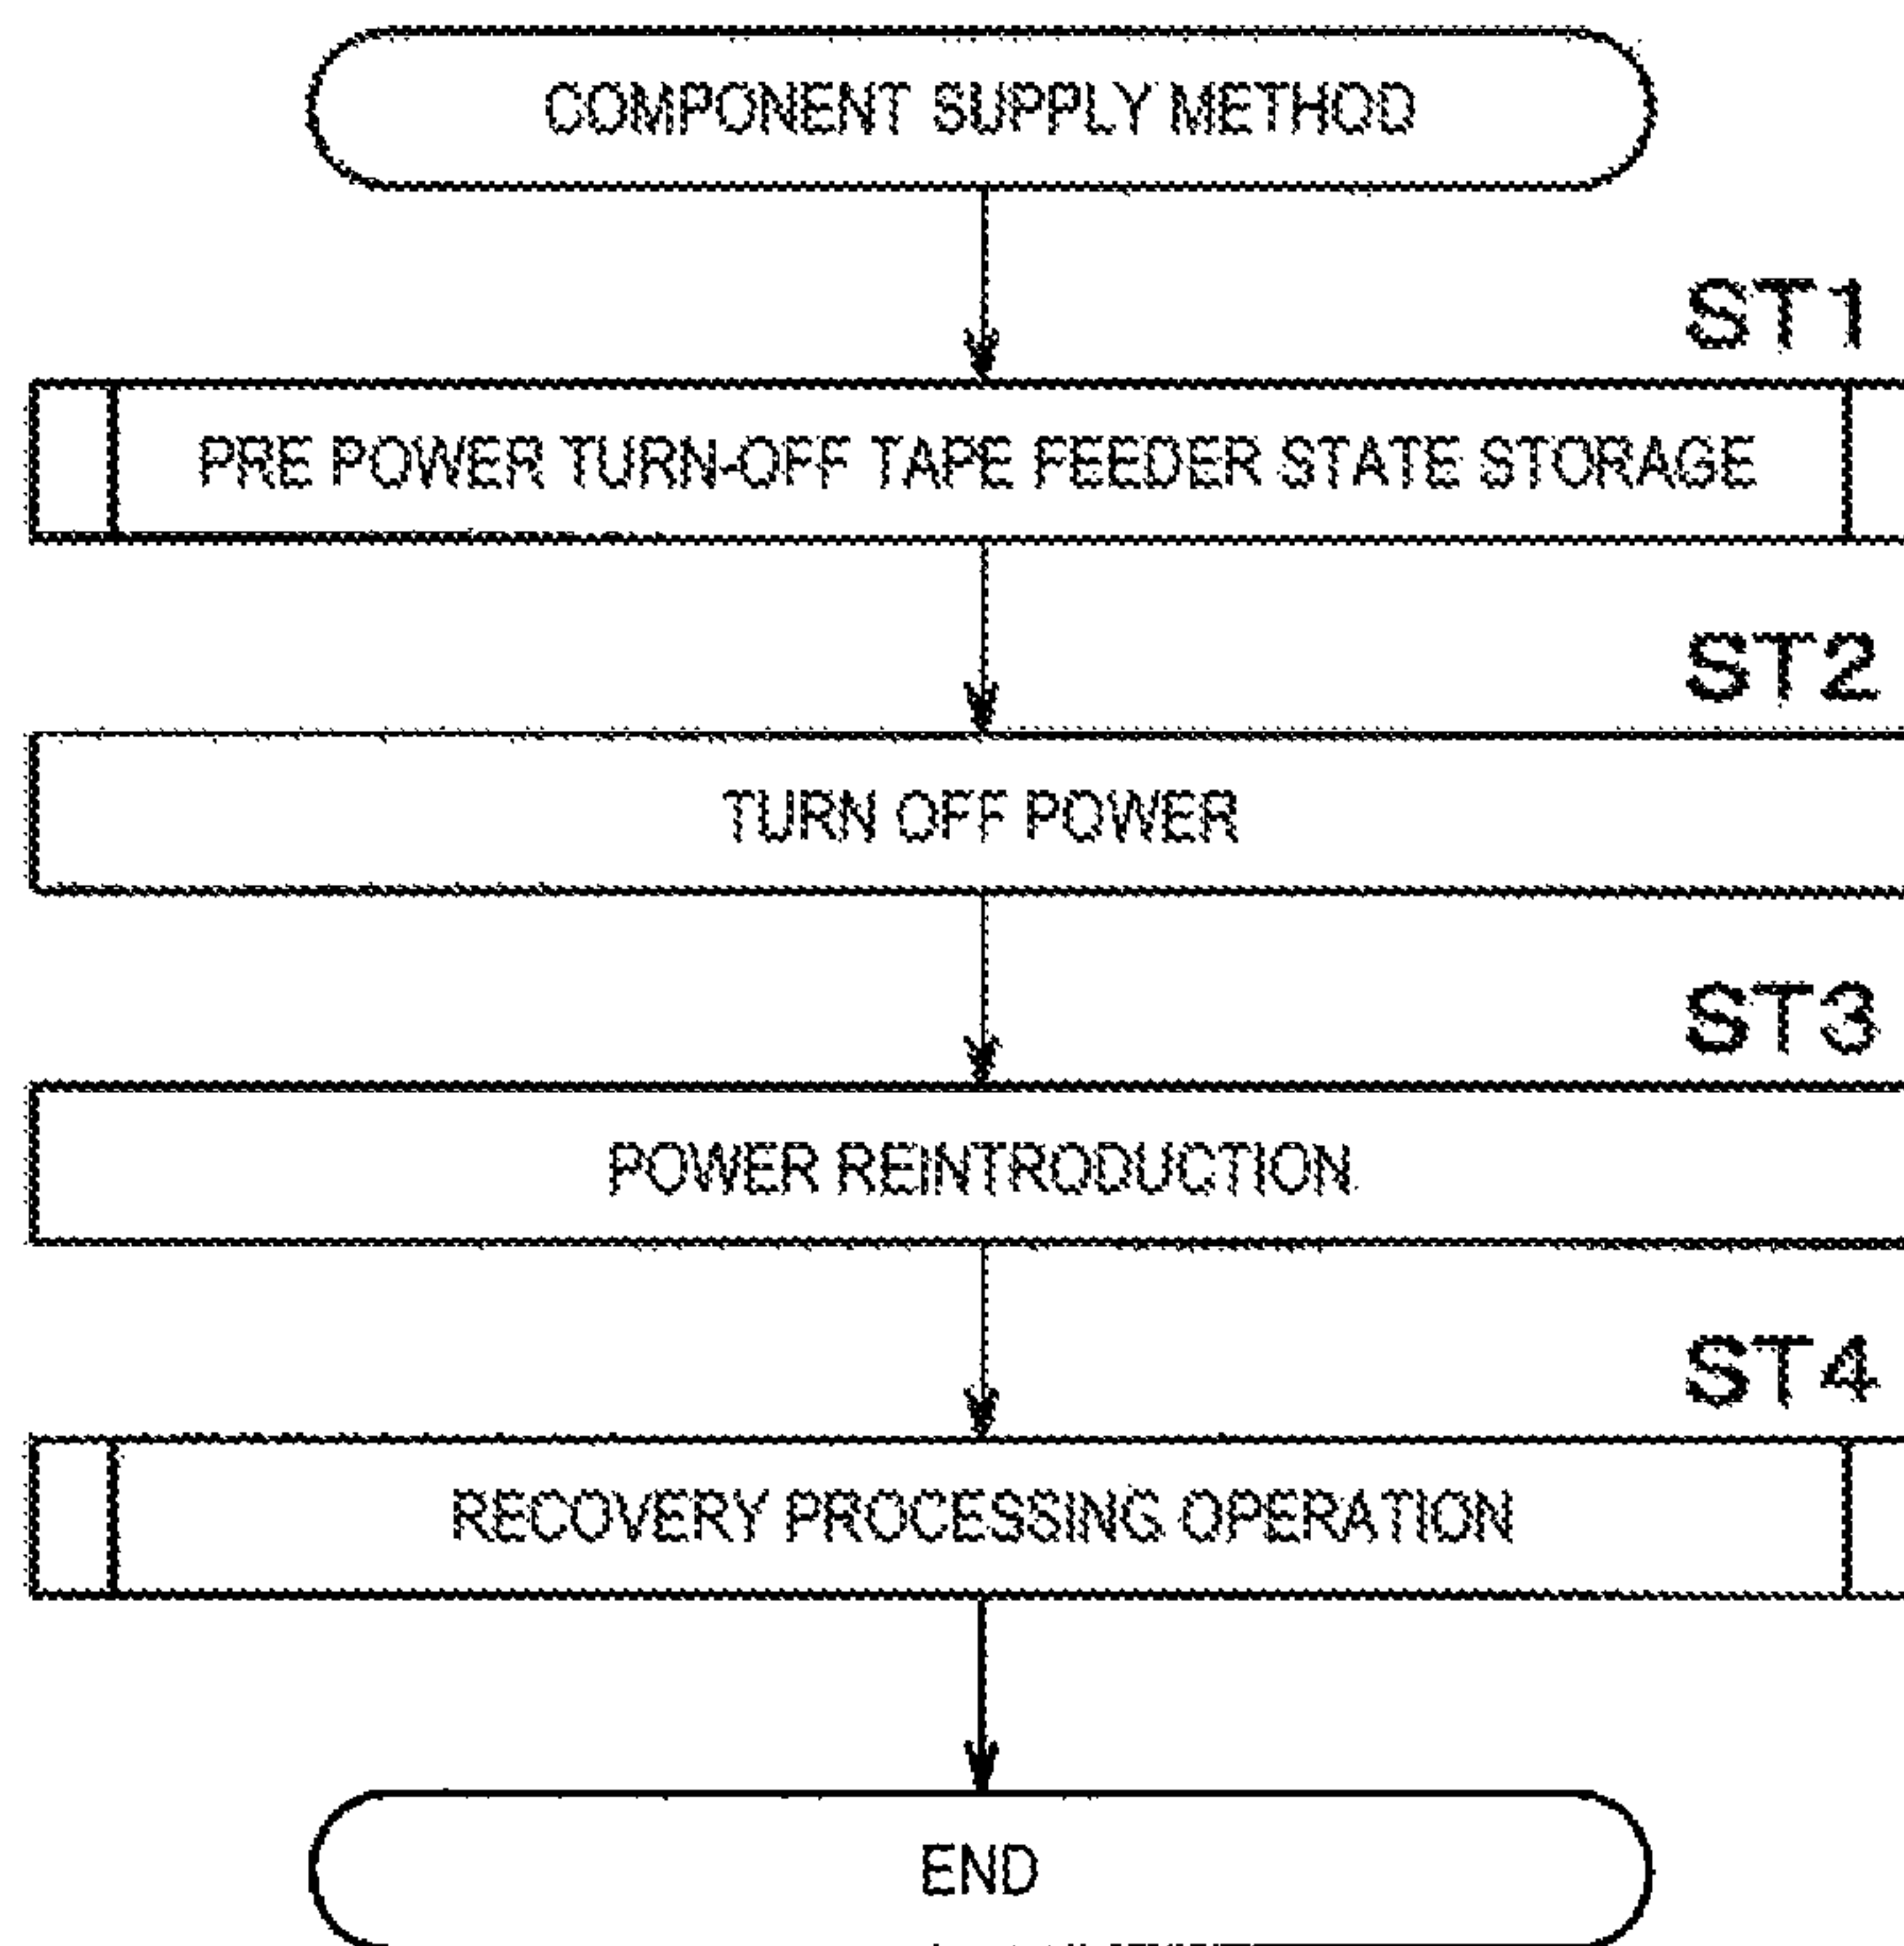 COMPONENT SUPPLY METHOD
ST1
PRE POWER TURN-OFF TAPE FEEDER STATE STORAGE
ST2
TURN OFF POWER
ST3
POWER REINTRODUCTION
ST4
RECOVERY PROCESSING OPERATION
END